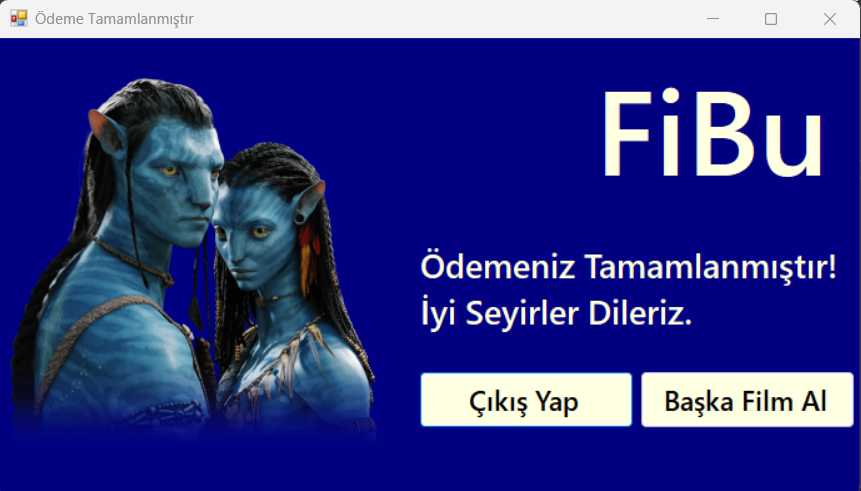 Ödeme Tamamlanmıştır
FiBu
Ödemeniz Tamamlanmıştır!
İyi Seyirler Dileriz.
Çıkış Yap
Başka Film Al